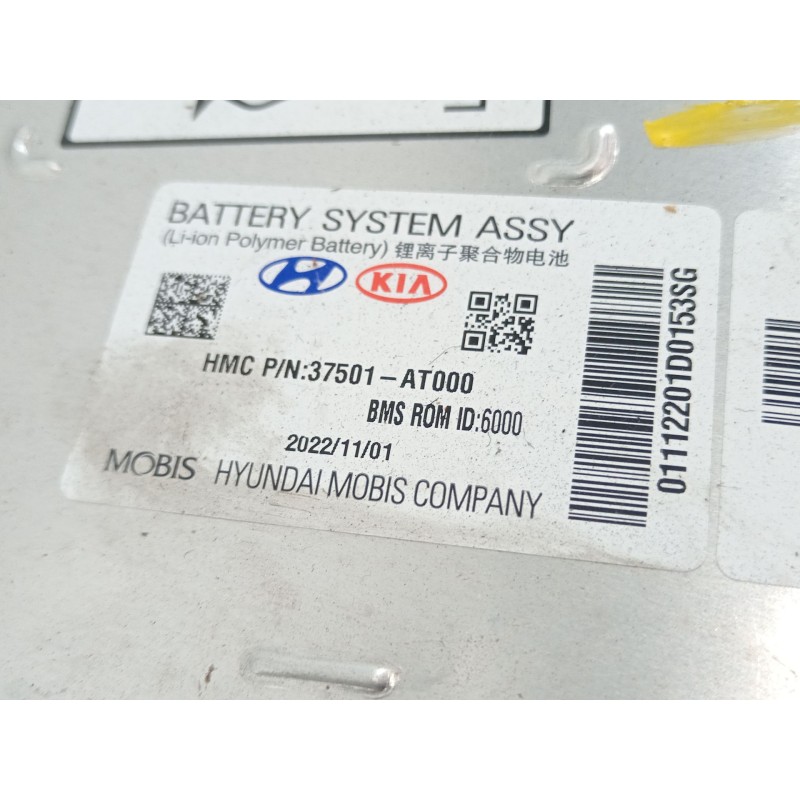 BATTERY SYSTEM ASSY
(Li-ion Polymer Battery) 锂离子聚合物电池
KIA
HMC P/N:37501-AT000
BMS ROM ID:6000
2022/11/01
MOBIS HYUNDAI MOBIS COMPANY
01112201D0153SG